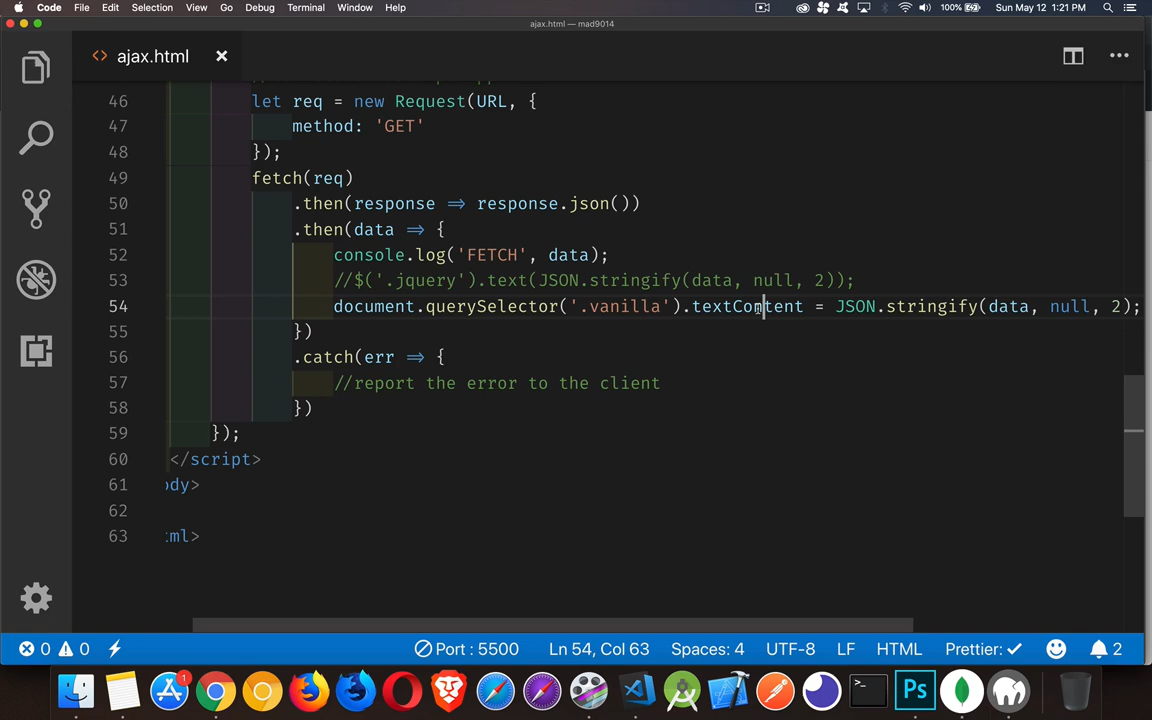 Code File Edit Selection View Go Debug Terminal Window Help 100% Sun May 12 1:21 PM
ajax.html — mad9014
<> ajax.html ×
46 let req = new Request(URL, {
47 method: 'GET'
48 });
49 fetch(req)
50 .then(response => response.json())
51 .then(data => {
52 console.log('FETCH', data);
53 //$('.jquery').text(JSON.stringify(data, null, 2));
54 document.querySelector('.vanilla').textContent = JSON.stringify(data, null, 2);
55 })
56 .catch(err => {
57 //report the error to the client
58 })
59 });
60 </script>
61 ody>
62
63 ml>
0 0 Port : 5500 Ln 54, Col 63 Spaces: 4 UTF-8 LF HTML Prettier: ✓ 2
1 >_ Ps